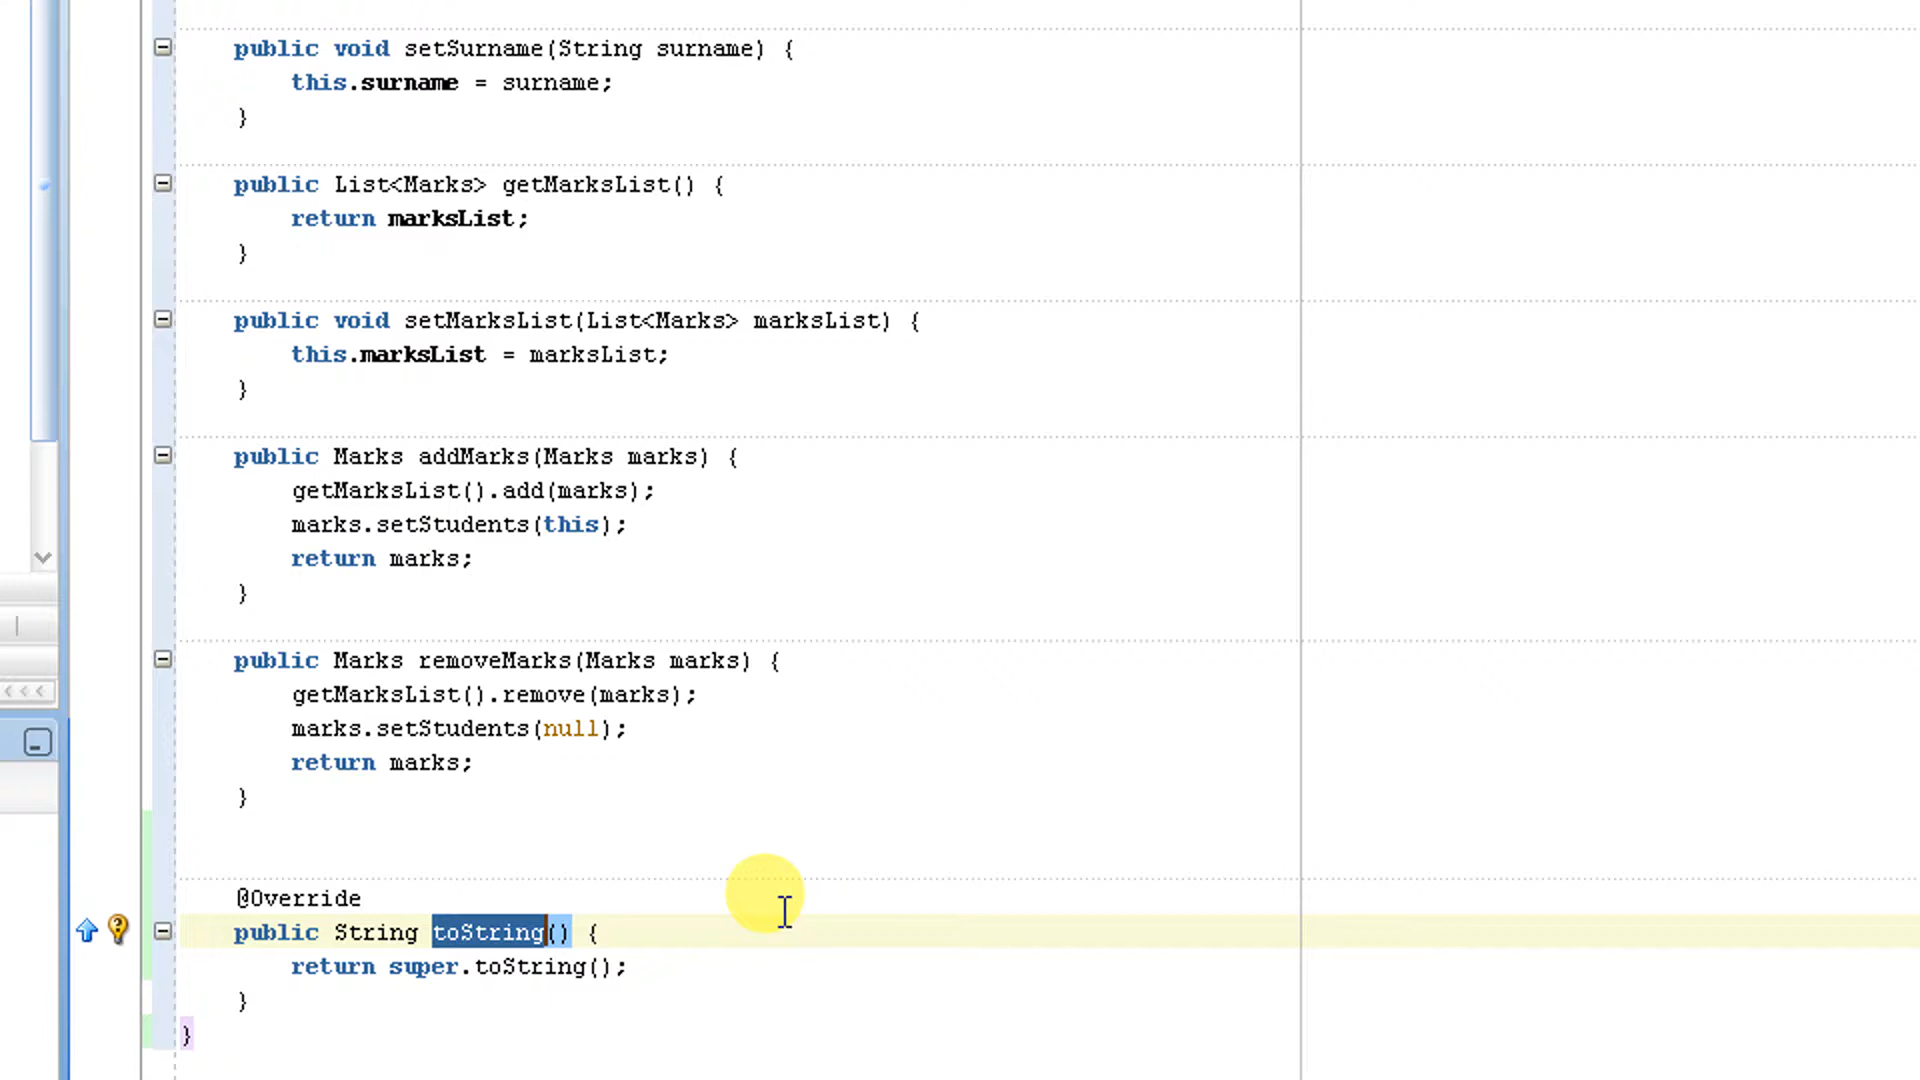 public void setSurname(String surname) {
this.surname = surname;
}
public List<Marks> getMarksList() {
return marksList;
}
public void setMarksList(List<Marks> marksList) {
this.marksList = marksList;
}
public Marks addMarks(Marks marks) {
getMarksList().add(marks);
marks.setStudents(this);
return marks;
}
public Marks removeMarks(Marks marks) {
getMarksList().remove(marks);
marks.setStudents(null);
return marks;
}
@Override
public String toString() {
return super.toString();
}
}